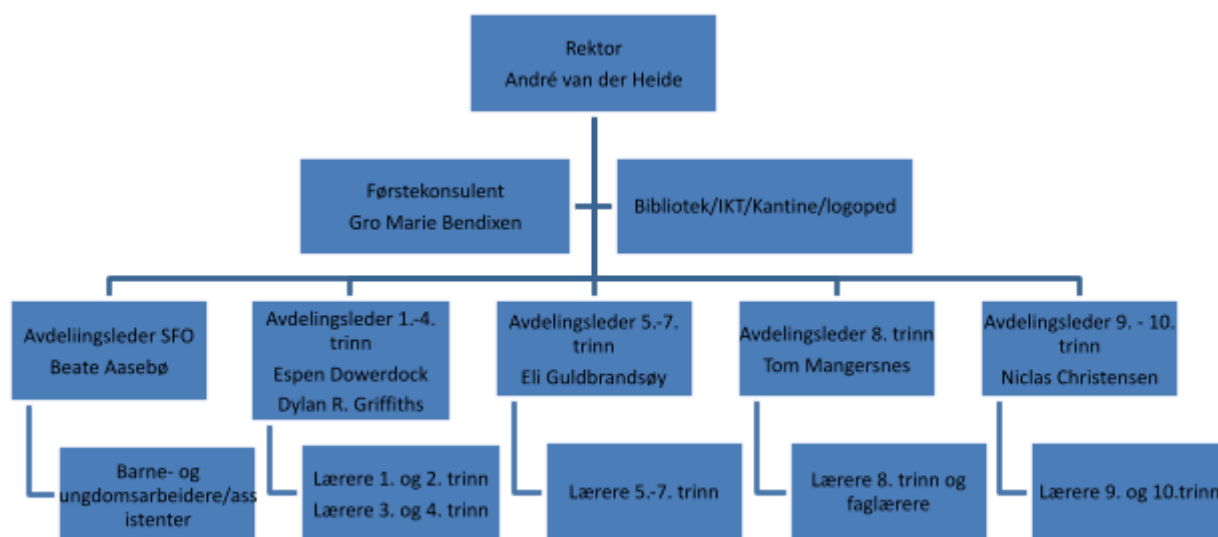 Rektor
André van der Heide
Førstekonsulent
Gro Marie Bendixen
Bibliotek/IKT/Kantine/logoped
Avdeliingsleder SFO
Beate Aasebø
Avdelingsleder 1.-4.
trinn
Espen Dowerdock
Dylan R. Griffiths
Avdelingsleder 5.-7.
trinn
Eli Guldbrandsøy
Avdelingsleder 8. trinn
Tom Mangersnes
Avdelingsleder 9. - 10.
trinn
Niclas Christensen
Barne- og
ungdomsarbeidere/ass
istenter
Lærere 1. og 2. trinn
Lærere 3. og 4. trinn
Lærere 5.-7. trinn
Lærere 8. trinn og
faglærere
Lærere 9. og 10.trinn